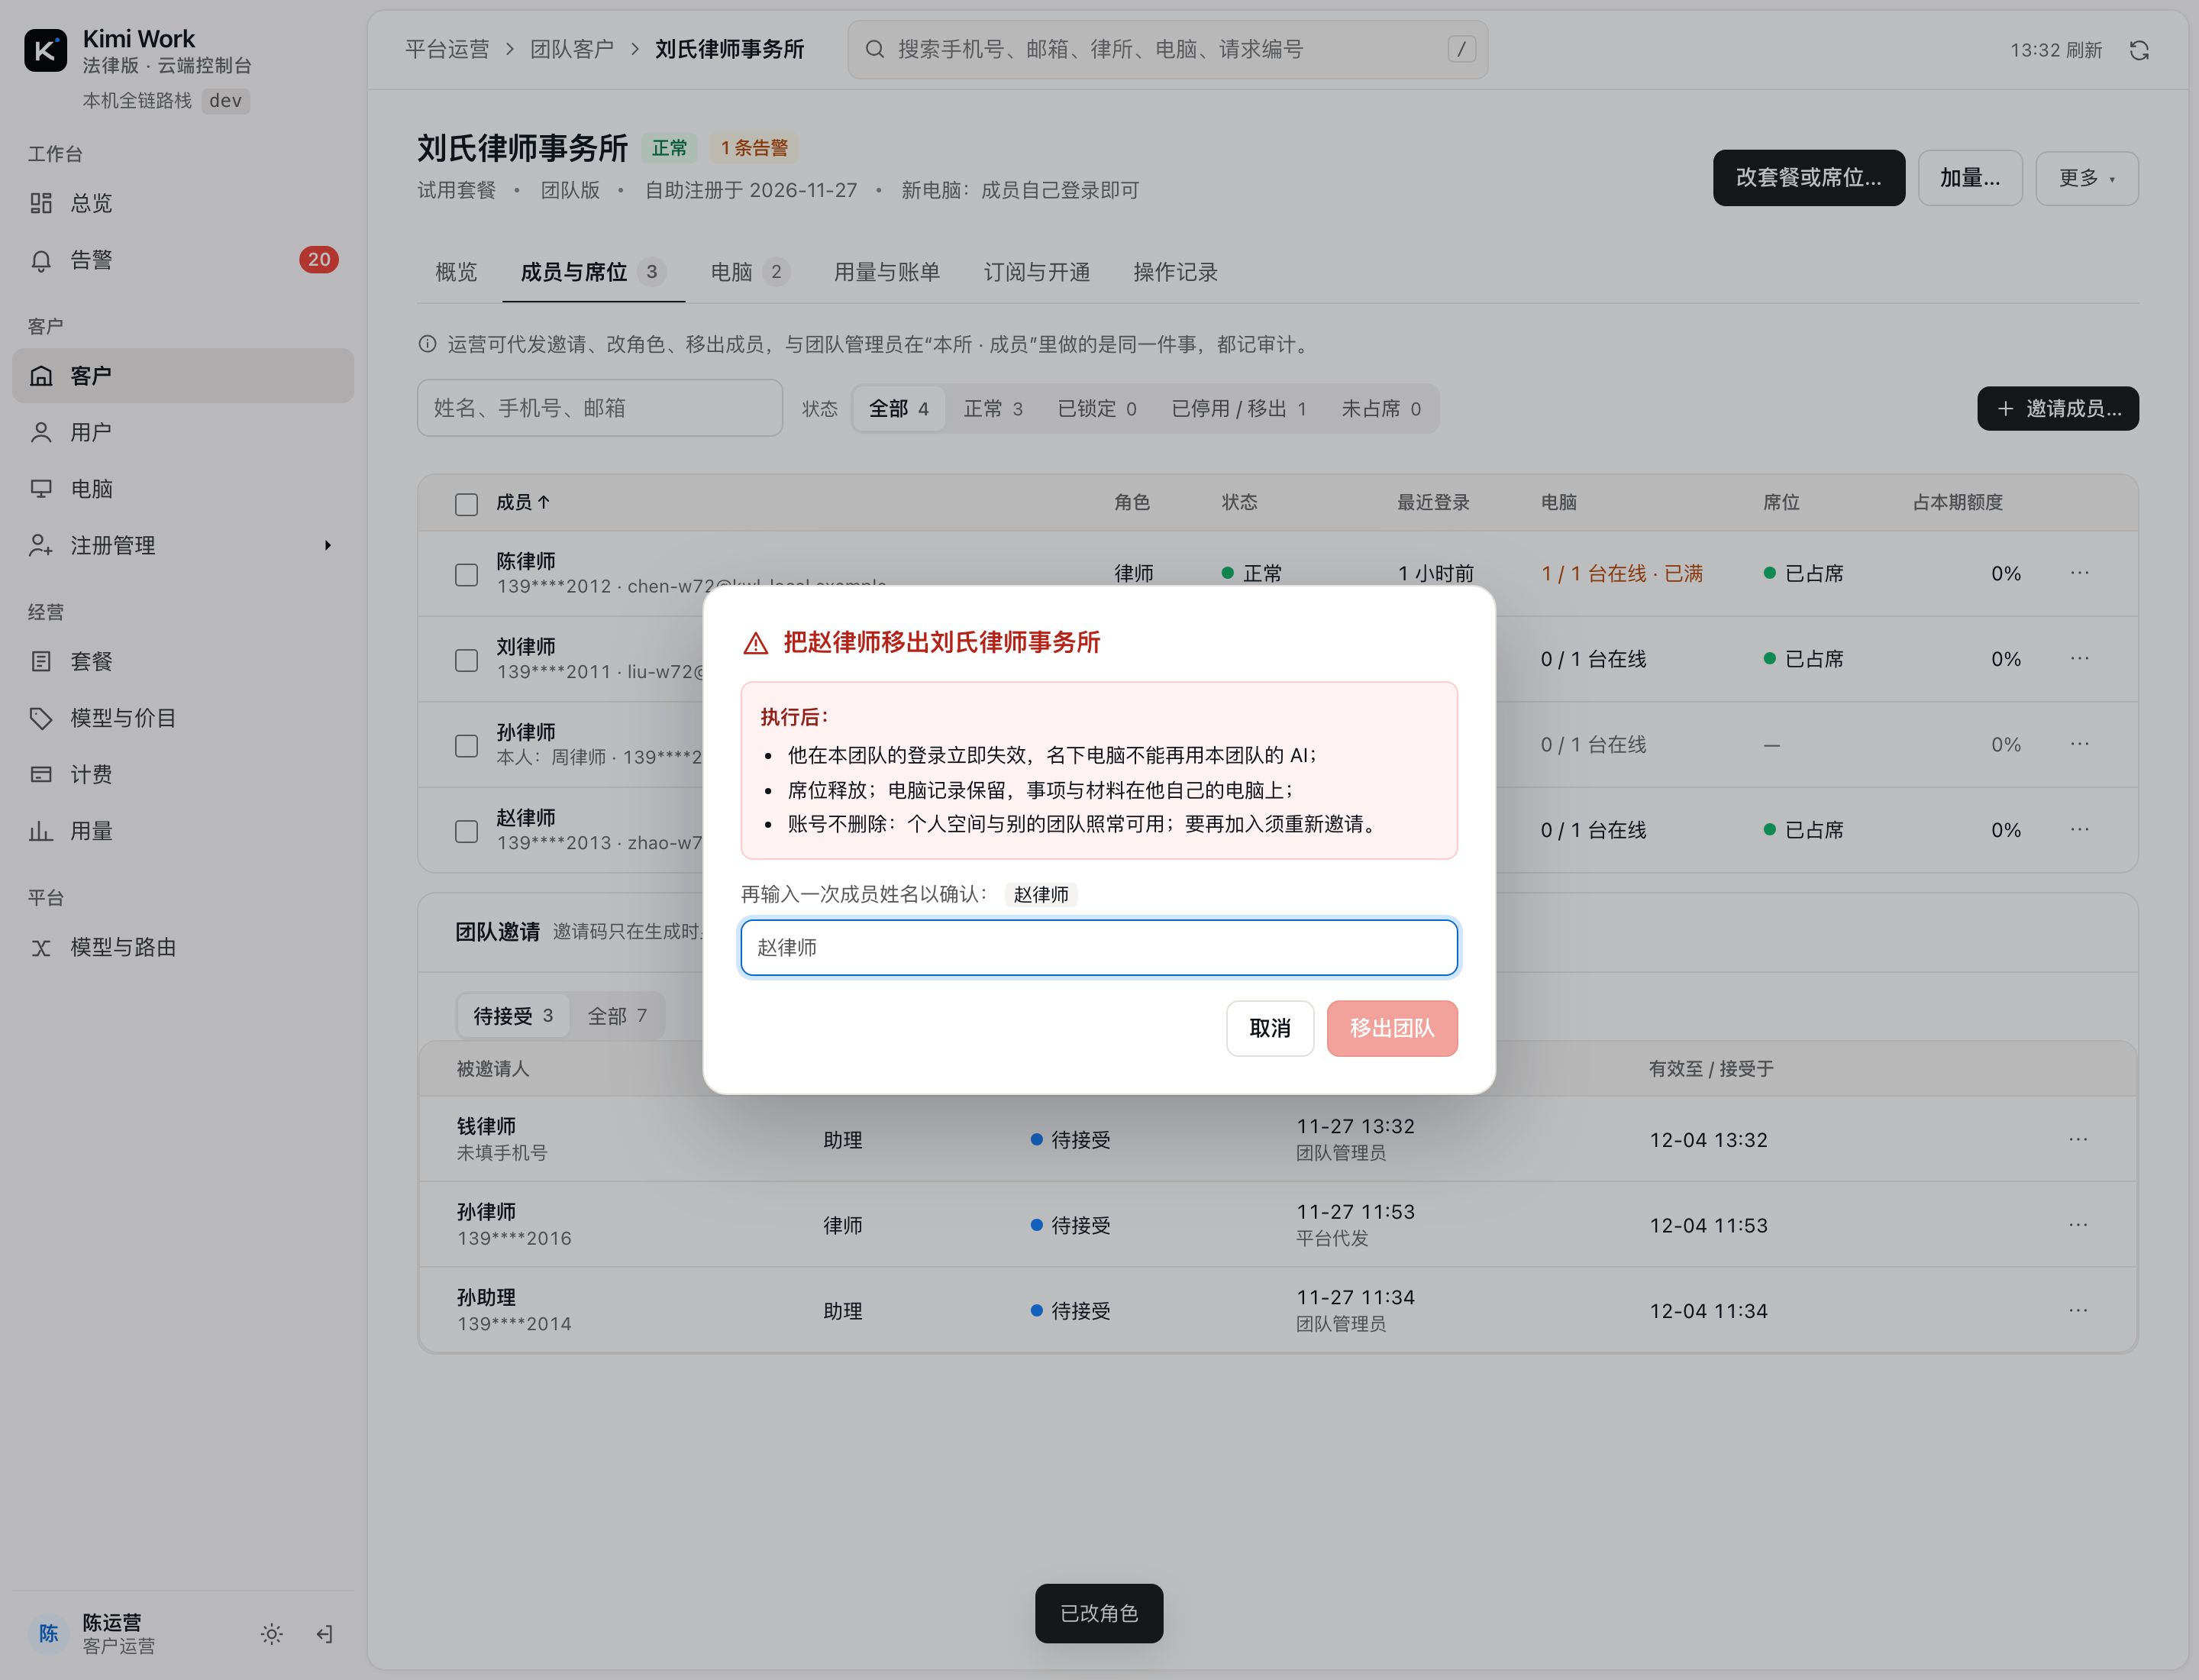 Kimi Work
法律版 · 云端控制台
本机全链路栈 dev
工作台
总览
告警 20
客户
客户
用户
电脑
注册管理
经营
套餐
模型与价目
计费
用量
平台
模型与路由
陈 陈运营
客户运营
平台运营 > 团队客户 > 刘氏律师事务所
搜索手机号、邮箱、律所、电脑、请求编号 /
13:32 刷新
刘氏律师事务所 正常 1 条告警
试用套餐 • 团队版 • 自助注册于 2026-11-27 • 新电脑：成员自己登录即可
改套餐或席位... 加量... 更多
概览 成员与席位 3 电脑 2 用量与账单 订阅与开通 操作记录
运营可代发邀请、改角色、移出成员，与团队管理员在“本所 · 成员”里做的是同一件事，都记审计。
姓名、手机号、邮箱 状态 全部 4 正常 3 已锁定 0 已停用 / 移出 1 未占席 0 + 邀请成员...
成员 ↑ 角色 状态 最近登录 电脑 席位 占本期额度
陈律师 律师 正常 1 小时前 1 / 1 台在线 · 已满 已占席 0% ···
139****2012 · chen-w72@kwl-local.example
刘律师 0 / 1 台在线 已占席 0% ···
139****2011 · liu-w72@
孙律师 0 / 1 台在线 — 0% ···
本人：周律师 · 139****2
赵律师 0 / 1 台在线 已占席 0% ···
139****2013 · zhao-w7
把赵律师移出刘氏律师事务所
执行后：
• 他在本团队的登录立即失效，名下电脑不能再用本团队的 AI；
• 席位释放；电脑记录保留，事项与材料在他自己的电脑上；
• 账号不删除：个人空间与别的团队照常可用；要再加入须重新邀请。
再输入一次成员姓名以确认： 赵律师
赵律师
取消 移出团队
团队邀请 邀请码只在生成时
待接受 3 全部 7
被邀请人 有效至 / 接受于
钱律师 助理 待接受 11-27 13:32 12-04 13:32 ···
未填手机号 团队管理员
孙律师 律师 待接受 11-27 11:53 12-04 11:53 ···
139****2016 平台代发
孙助理 助理 待接受 11-27 11:34 12-04 11:34 ···
139****2014 团队管理员
已改角色